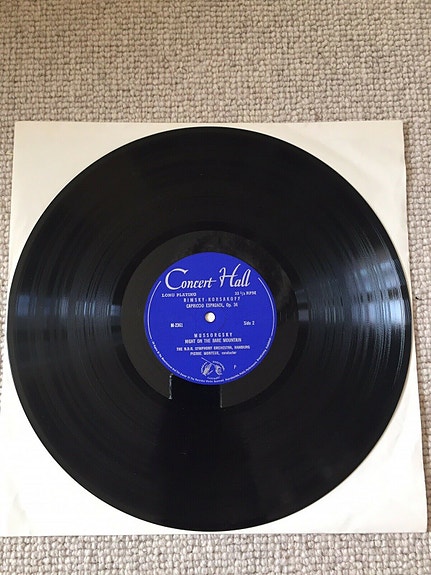 Concert Hall
LONG PLAYING 33 1/3 RPM
RIMSKY-KORSAKOFF
CAPRICCIO ESPAGNOL, Op. 34
M-2361 Side 2
MUSSORGSKY
NIGHT ON THE BARE MOUNTAIN
THE N.D.R. SYMPHONY ORCHESTRA, HAMBURG
PIERRE MONTEUX, conductor
P